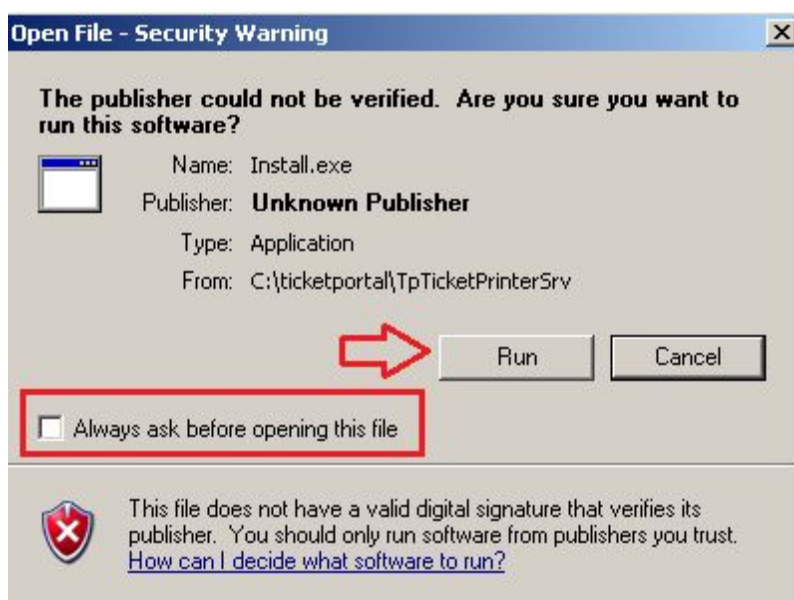 Open File - Security Warning
The publisher could not be verified.  Are you sure you want to
run this software?
Name: Install.exe
Publisher: Unknown Publisher
Type: Application
From: C:\ticketportal\TpTicketPrinterSrv
Run Cancel
Always ask before opening this file
This file does not have a valid digital signature that verifies its
publisher.  You should only run software from publishers you trust.
How can I decide what software to run?